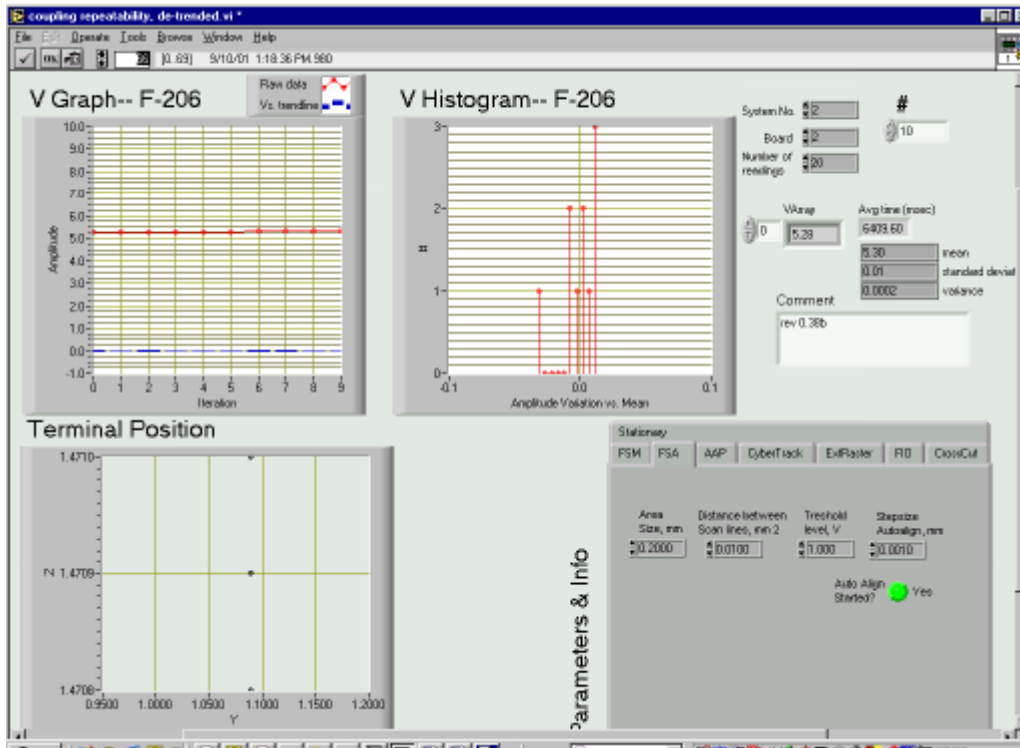 coupling repeatability, de-trended.vi *
File Edit Operate Tools Browse Window Help
[0..69] 9/10/01 1:18:36 PM.980
V Graph-- F-206
Raw data
Vs. trendline
10.0
9.0
8.0
7.0
6.0
5.0
4.0
3.0
2.0
1.0
0.0
-1.0
Amplitude
0 1 2 3 4 5 6 7 8 9
Iteration
V Histogram-- F-206
3
2
1
0
#
-0.1 0.0 0.1
Amplitude Variation vs. Mean
System No. 2
Board 2
Number of readings 20
#
10
VArray
0 5.28
Avg time (msec)
6409.60
5.30 mean
0.01 standard deviat
0.0002 variance
Comment
rev 0.38b
Terminal Position
1.4710
Z 1.4709
1.4708
0.9500 1.0000 1.0500 1.1000 1.1500 1.2000
Y
Parameters & Info
Stationary
FSM FSA AAP CyberTrack ExtRaster FIO CrossCut
Area Size, mm
0.2000
Distance between Scan lines, mm 2
0.0100
Treshold level, V
1.000
Stepsize Autoalign, mm
0.0010
Auto Align Started? Yes